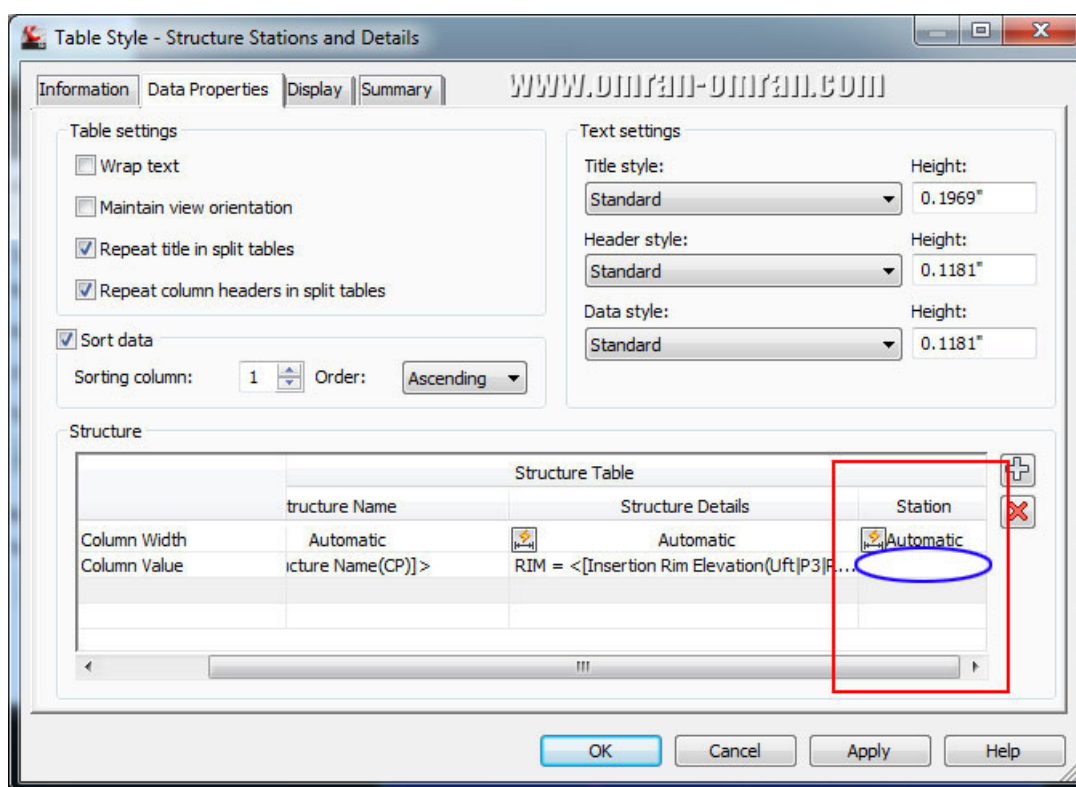 Table Style - Structure Stations and Details
Information Data Properties Display Summary
www.omran-omran.com
Table settings
Wrap text
Maintain view orientation
Repeat title in split tables
Repeat column headers in split tables
Sort data
Sorting column: 1 Order: Ascending
Text settings
Title style: Height:
Standard 0.1969"
Header style: Height:
Standard 0.1181"
Data style: Height:
Standard 0.1181"
Structure
Structure Table
tructure Name Structure Details Station
Column Width Automatic Automatic Automatic
Column Value ucture Name(CP)]> RIM = <[Insertion Rim Elevation(Uft|P3|R...
OK Cancel Apply Help